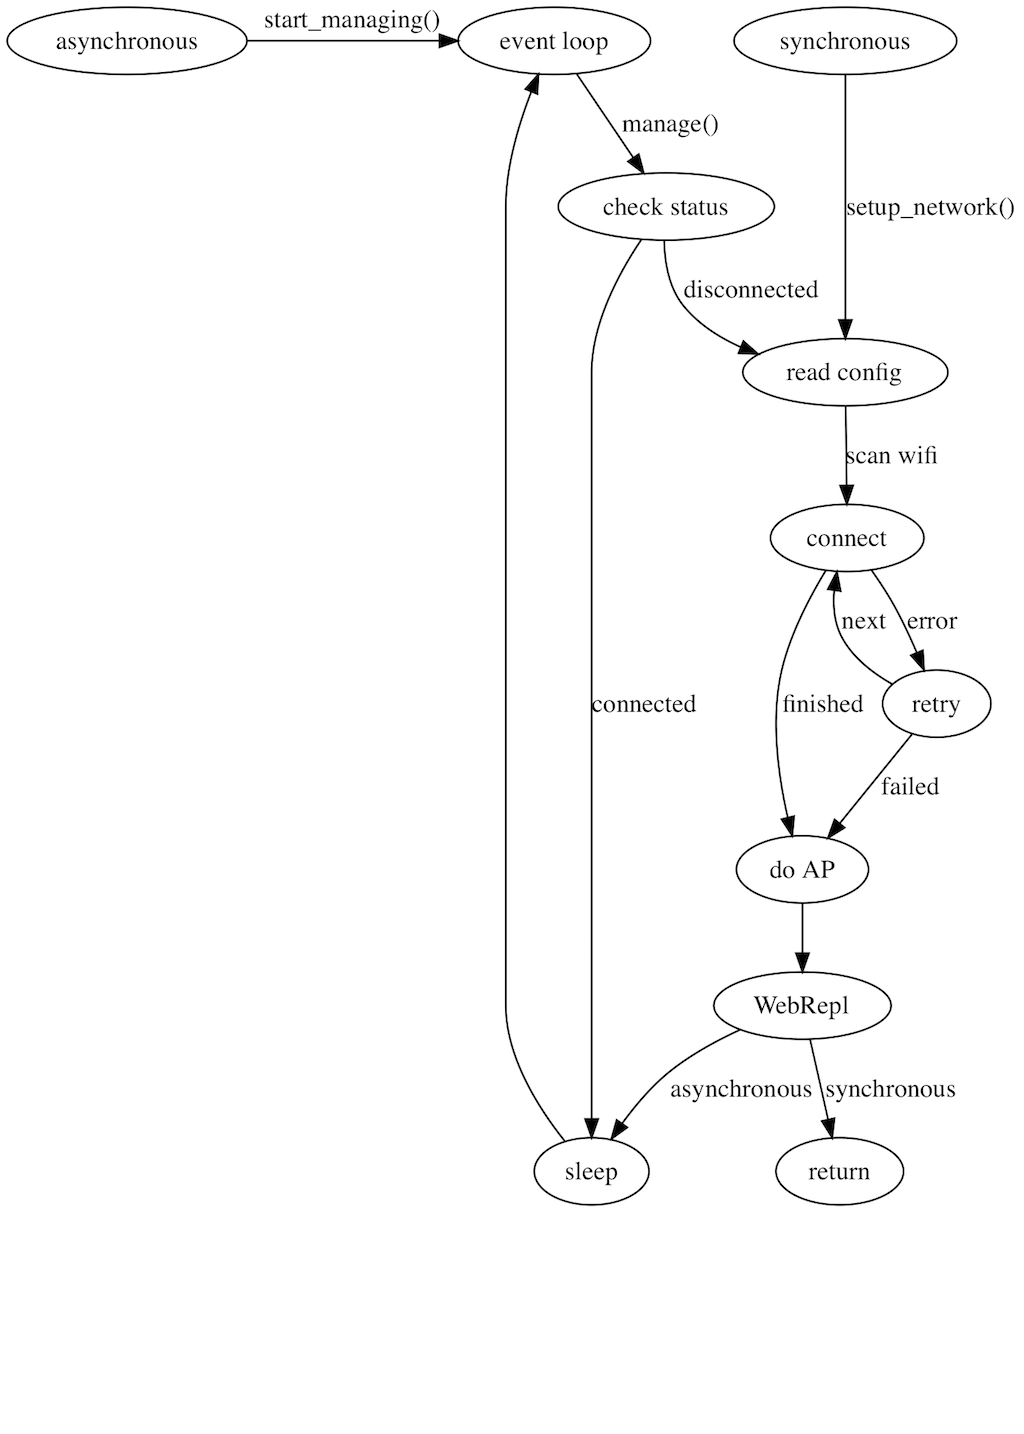 asynchronous
start_managing()
event loop
synchronous
manage()
check status
setup_network()
disconnected
read config
scan wifi
connect
next
error
connected
finished
retry
failed
do AP
WebRepl
asynchronous
synchronous
sleep
return